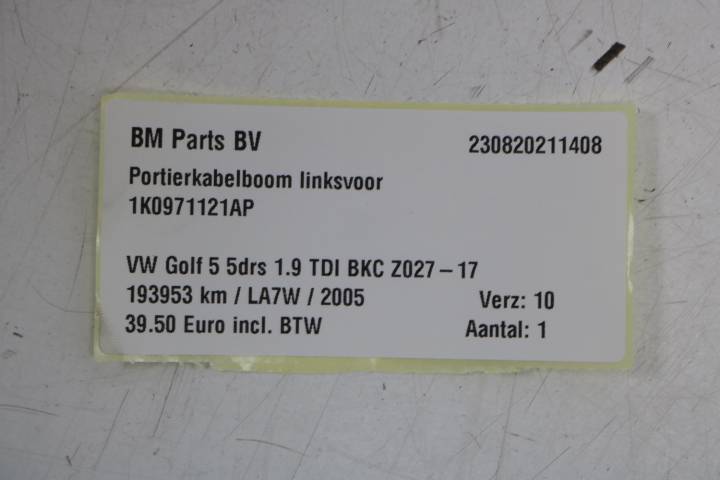 BM Parts BV 230820211408
Portierkabelboom linksvoor
1K0971121AP
VW Golf 5 5drs 1.9 TDI BKC Z027-17
193953 km / LA7W / 2005 Verz: 10
39.50 Euro incl. BTW Aantal: 1